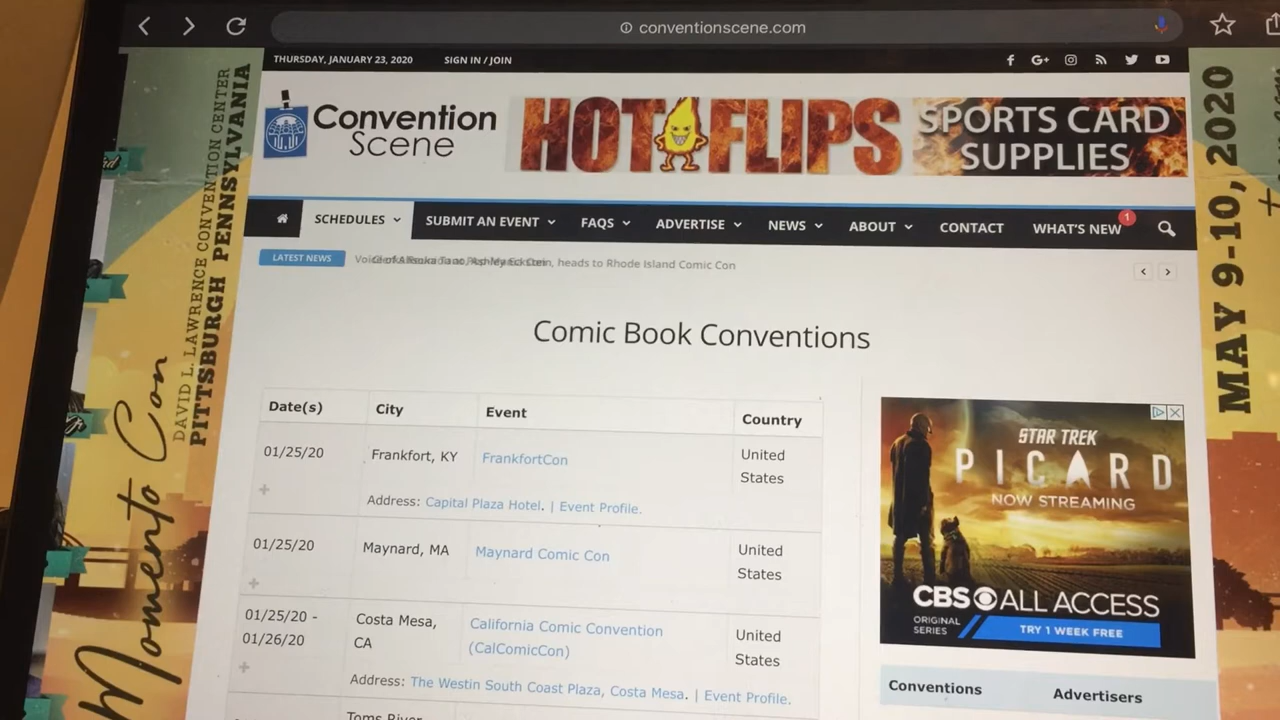 conventionscene.com
THURSDAY, JANUARY 23, 2020 SIGN IN / JOIN
Convention
Scene
HOT FLIPS
SPORTS CARD
SUPPLIES
SCHEDULES SUBMIT AN EVENT FAQS ADVERTISE NEWS ABOUT CONTACT WHAT'S NEW 1
LATEST NEWS heads to Rhode Island Comic Con
Comic Book Conventions
Date(s) City Event Country
01/25/20 Frankfort, KY FrankfortCon United
States
Address: Capital Plaza Hotel. | Event Profile.
01/25/20 Maynard, MA Maynard Comic Con United
States
01/25/20 -
01/26/20
Costa Mesa,
CA
California Comic Convention
(CalComicCon)
United
States
Address: The Westin South Coast Plaza, Costa Mesa. | Event Profile.
Toms River
STAR TREK
PICARD
NOW STREAMING
CBS ALL ACCESS
ORIGINAL
SERIES
TRY 1 WEEK FREE
Conventions Advertisers
Momento Con
DAVID L. LAWRENCE CONVENTION CENTER
PITTSBURGH PENNSYLVANIA
MAY 9-10, 2020